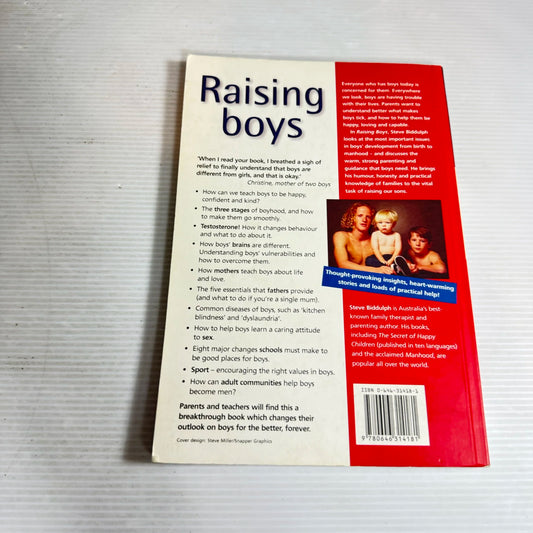 Raising
boys
'When I read your book, I breathed a sigh of
relief to finally understand that boys are
different from girls, and that is okay.'
Christine, mother of two boys
• How can we teach boys to be happy,
confident and kind?
• The three stages of boyhood, and how
to make them go smoothly.
• Testosterone! How it changes behaviour
and what to do about it.
• How boys' brains are different.
Understanding boys' vulnerabilities and
how to overcome them.
• How mothers teach boys about life
and love.
• The five essentials that fathers provide
(and what to do if you're a single mum).
• Common diseases of boys, such as 'kitchen
blindness' and 'dyslaundria'.
• How to help boys learn a caring attitude
to sex.
• Eight major changes schools must make to
be good places for boys.
• Sport – encouraging the right values in boys.
• How can adult communities help boys
become men?
Parents and teachers will find this a
breakthrough book which changes their
outlook on boys for the better, forever.
Cover design: Steve Miller/Snapper Graphics
Everyone who has boys today is
concerned for them. Everywhere
we look, boys are having trouble
with their lives. Parents want to
understand better what makes
boys tick, and how to help them be
happy, loving and capable.
In Raising Boys, Steve Biddulph
looks at the most important issues
in boys' development from birth to
manhood – and discusses the
warm, strong parenting and
guidance that boys need. He brings
his humour, honesty and practical
knowledge of families to the vital
task of raising our sons.
Thought-provoking insights, heart-warming
stories and loads of practical help!
Steve Biddulph is Australia's best-
known family therapist and
parenting author. His books,
including The Secret of Happy
Children (published in ten languages)
and the acclaimed Manhood, are
popular all over the world.
ISBN 0-646-31418-1
9 780646 314181